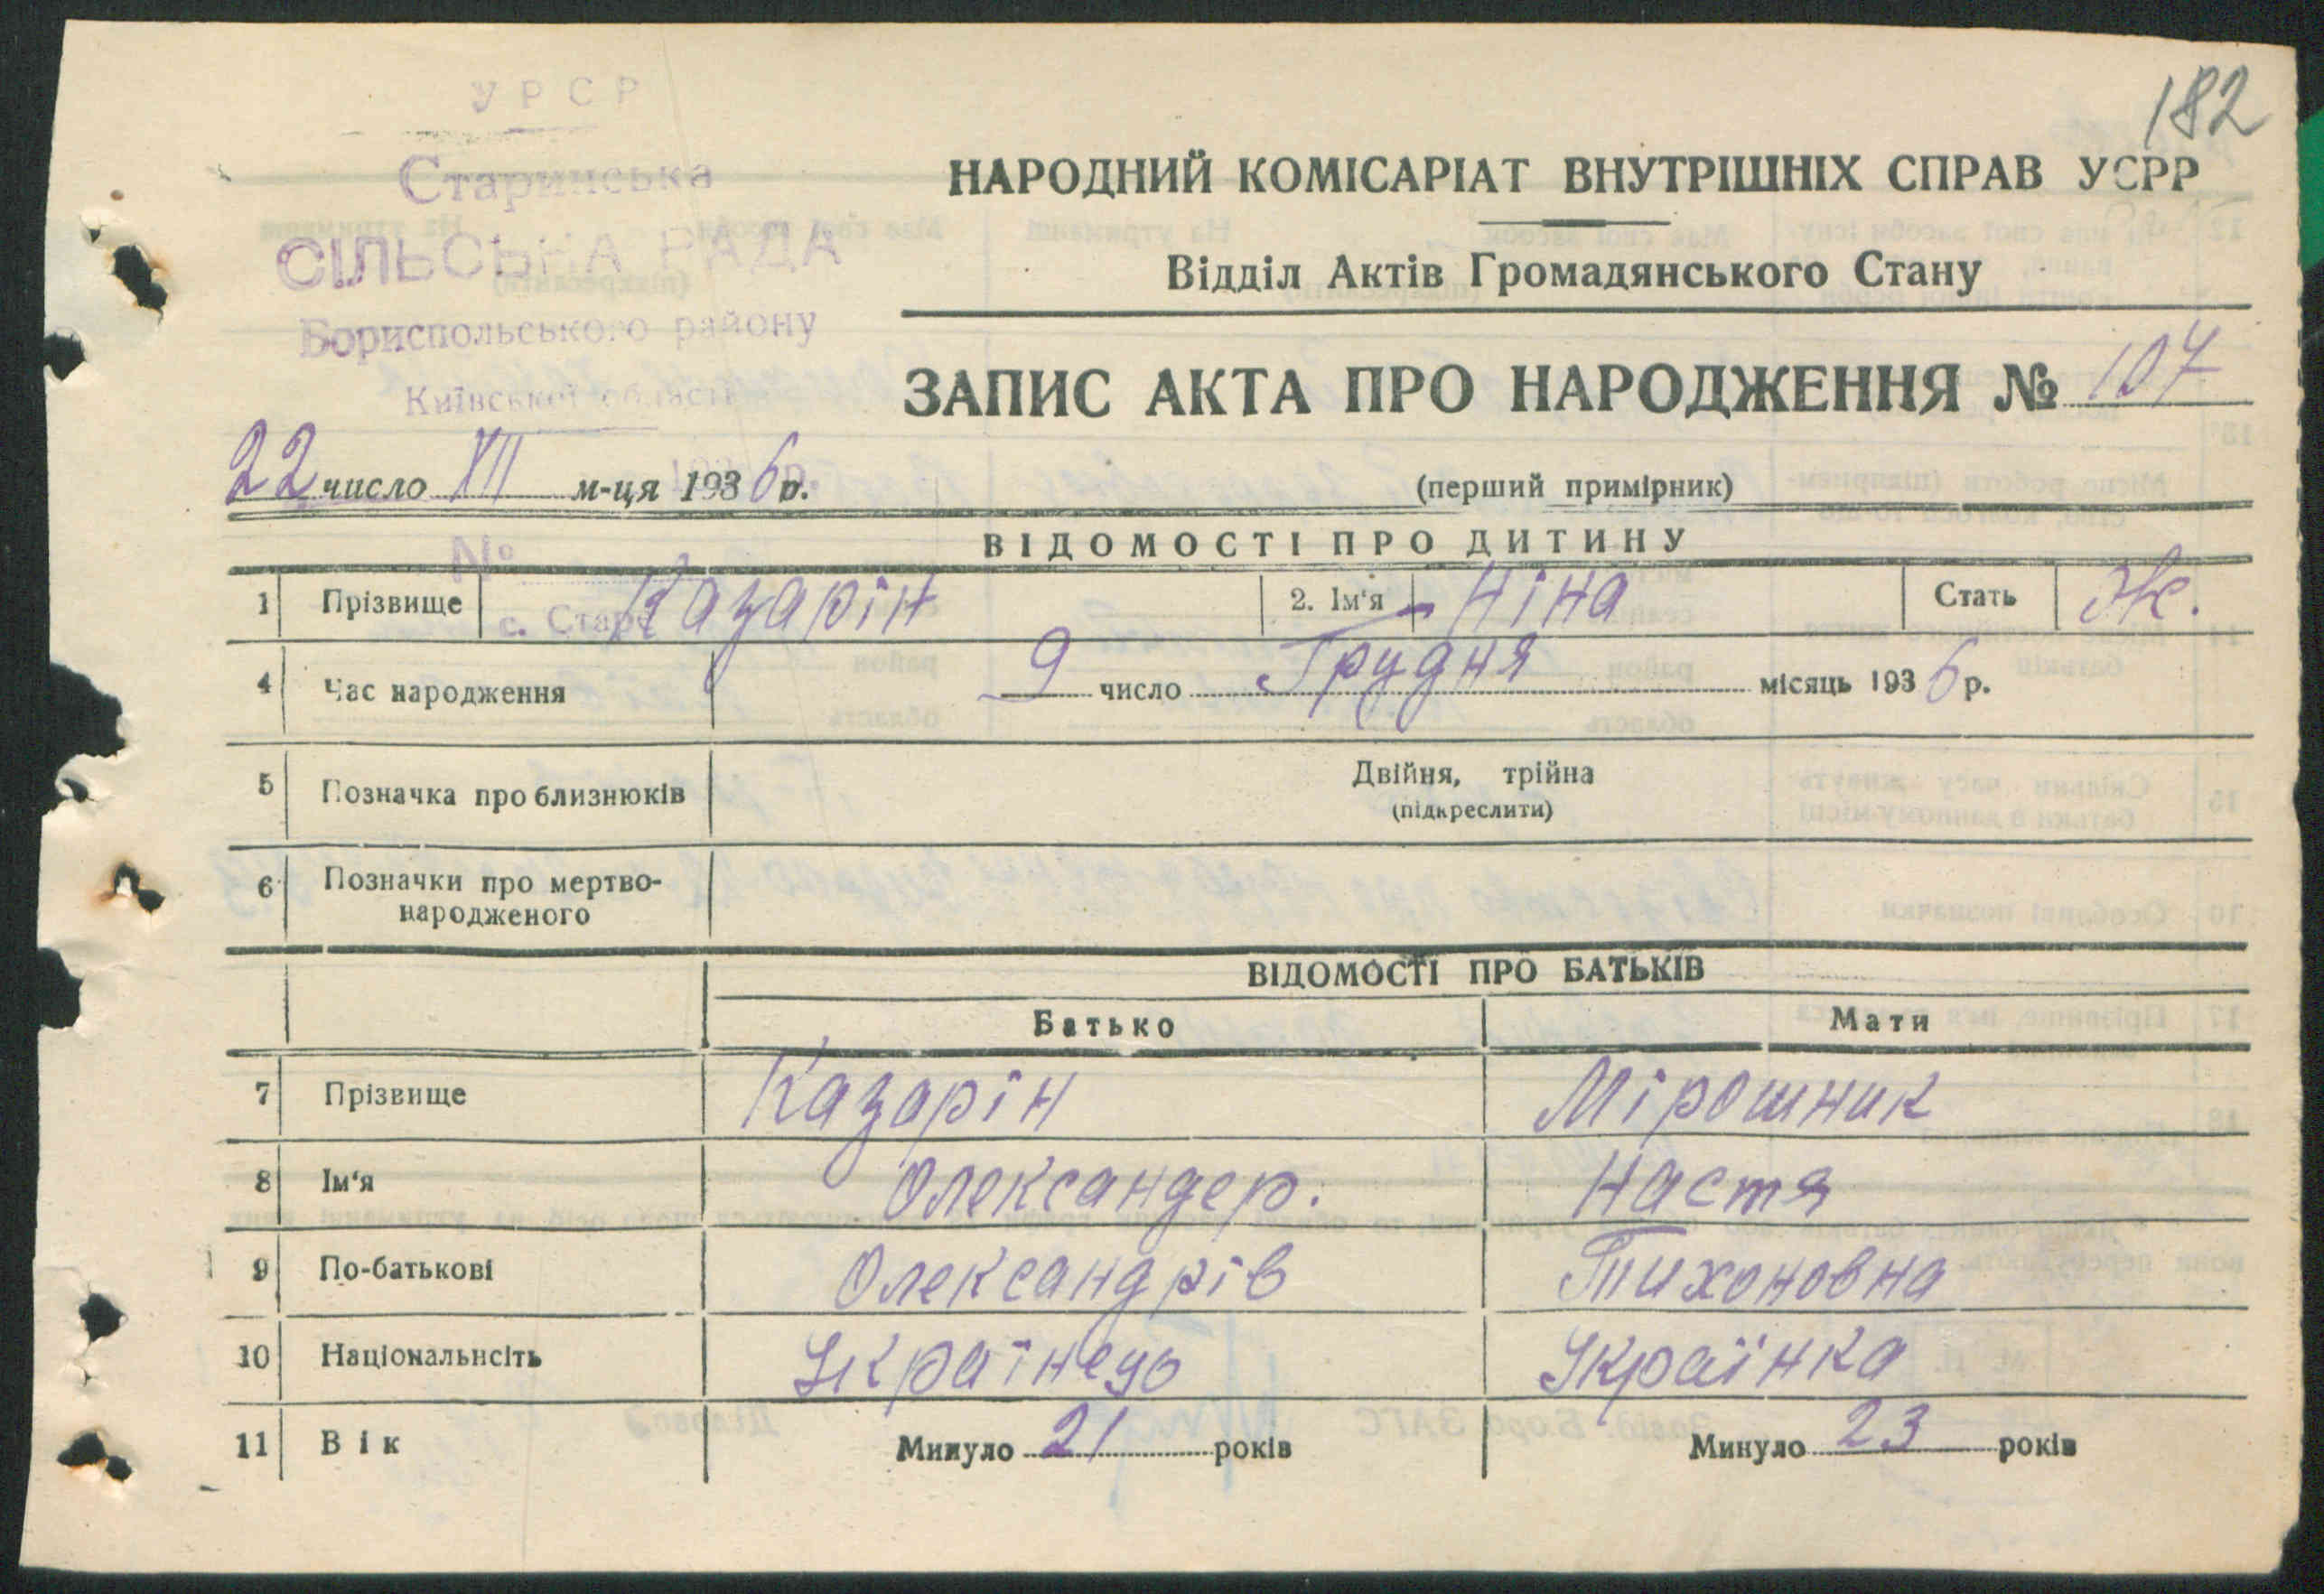 182
УРСР
Старинська
СІЛЬСЬКА РАДА
Бориспольського району
Київської області
НАРОДНИЙ КОМІСАРІАТ ВНУТРІШНІХ СПРАВ УСРР
Відділ Актів Громадянського Стану
ЗАПИС АКТА ПРО НАРОДЖЕННЯ № 107
22 число XII м-ця 1936 р.
(перший примірник)
№
с. Старе
ВІДОМОСТІ ПРО ДИТИНУ
1 Прізвище Казарін 2. Ім'я Ніна Стать Ж.
4 Час народження 9 число Грудня місяць 1936 р.
5 Позначка про близнюків Двійня, трійна
(підкреслити)
6 Позначки про мертво-
народженого
ВІДОМОСТІ ПРО БАТЬКІВ
Батько Мати
7 Прізвище Казарін Мірошник
8 Ім'я Олександер. Настя
9 По-батькові Олександрів Тихоновна
10 Національнсіть Українець Українка
11 Вік Минуло 21 років Минуло 23 років